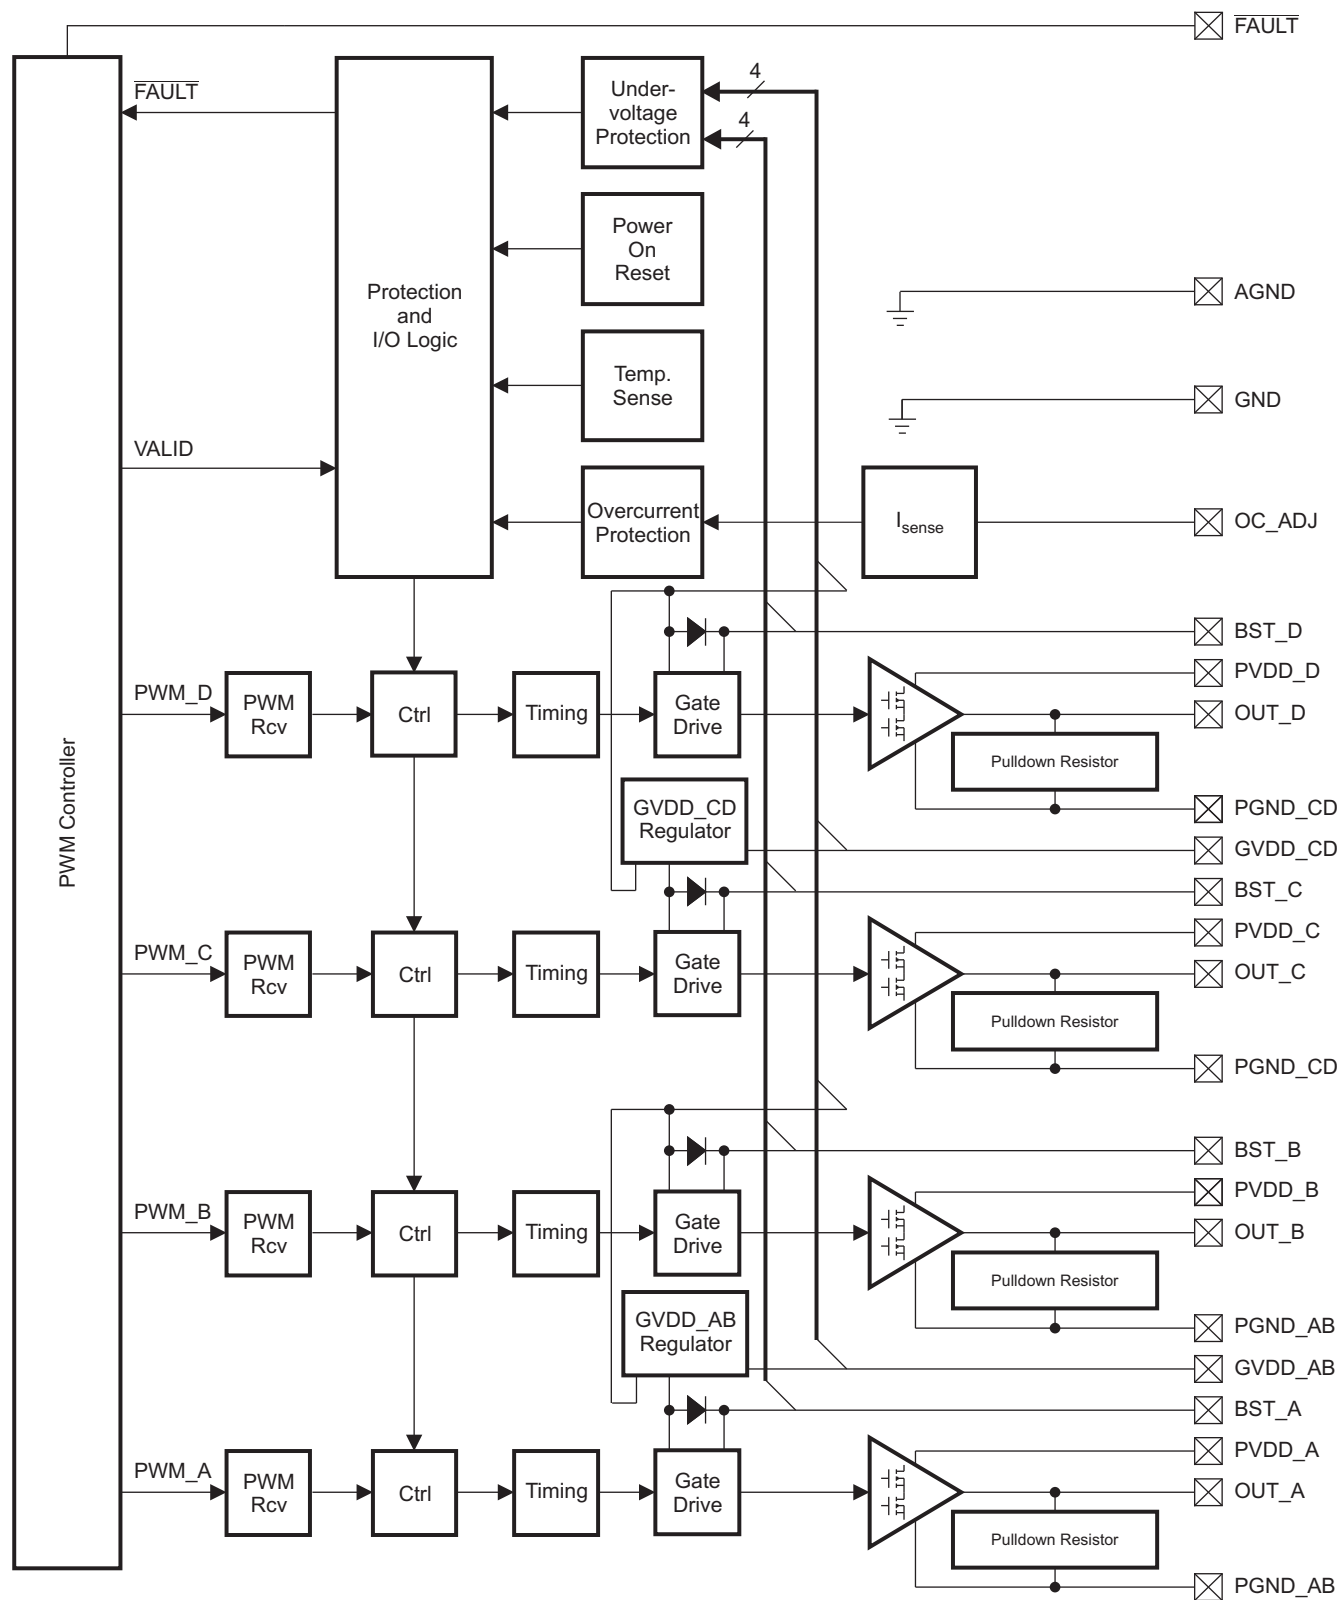 FAULT
FAULT
Under-
voltage
Protection
4
4
Power
On
Reset
Protection
and
I/O Logic
AGND
Temp.
Sense
GND
VALID
Overcurrent
Protection
Isense
OC_ADJ
BST_D
PVDD_D
PWM_D
PWM
Rcv
Ctrl
Timing
Gate
Drive
OUT_D
Pulldown Resistor
PWM Controller
GVDD_CD
Regulator
PGND_CD
GVDD_CD
BST_C
PVDD_C
PWM_C
PWM
Rcv
Ctrl
Timing
Gate
Drive
OUT_C
Pulldown Resistor
PGND_CD
BST_B
PVDD_B
PWM_B
PWM
Rcv
Ctrl
Timing
Gate
Drive
OUT_B
Pulldown Resistor
GVDD_AB
Regulator
PGND_AB
GVDD_AB
BST_A
PVDD_A
PWM_A
PWM
Rcv
Ctrl
Timing
Gate
Drive
OUT_A
Pulldown Resistor
PGND_AB